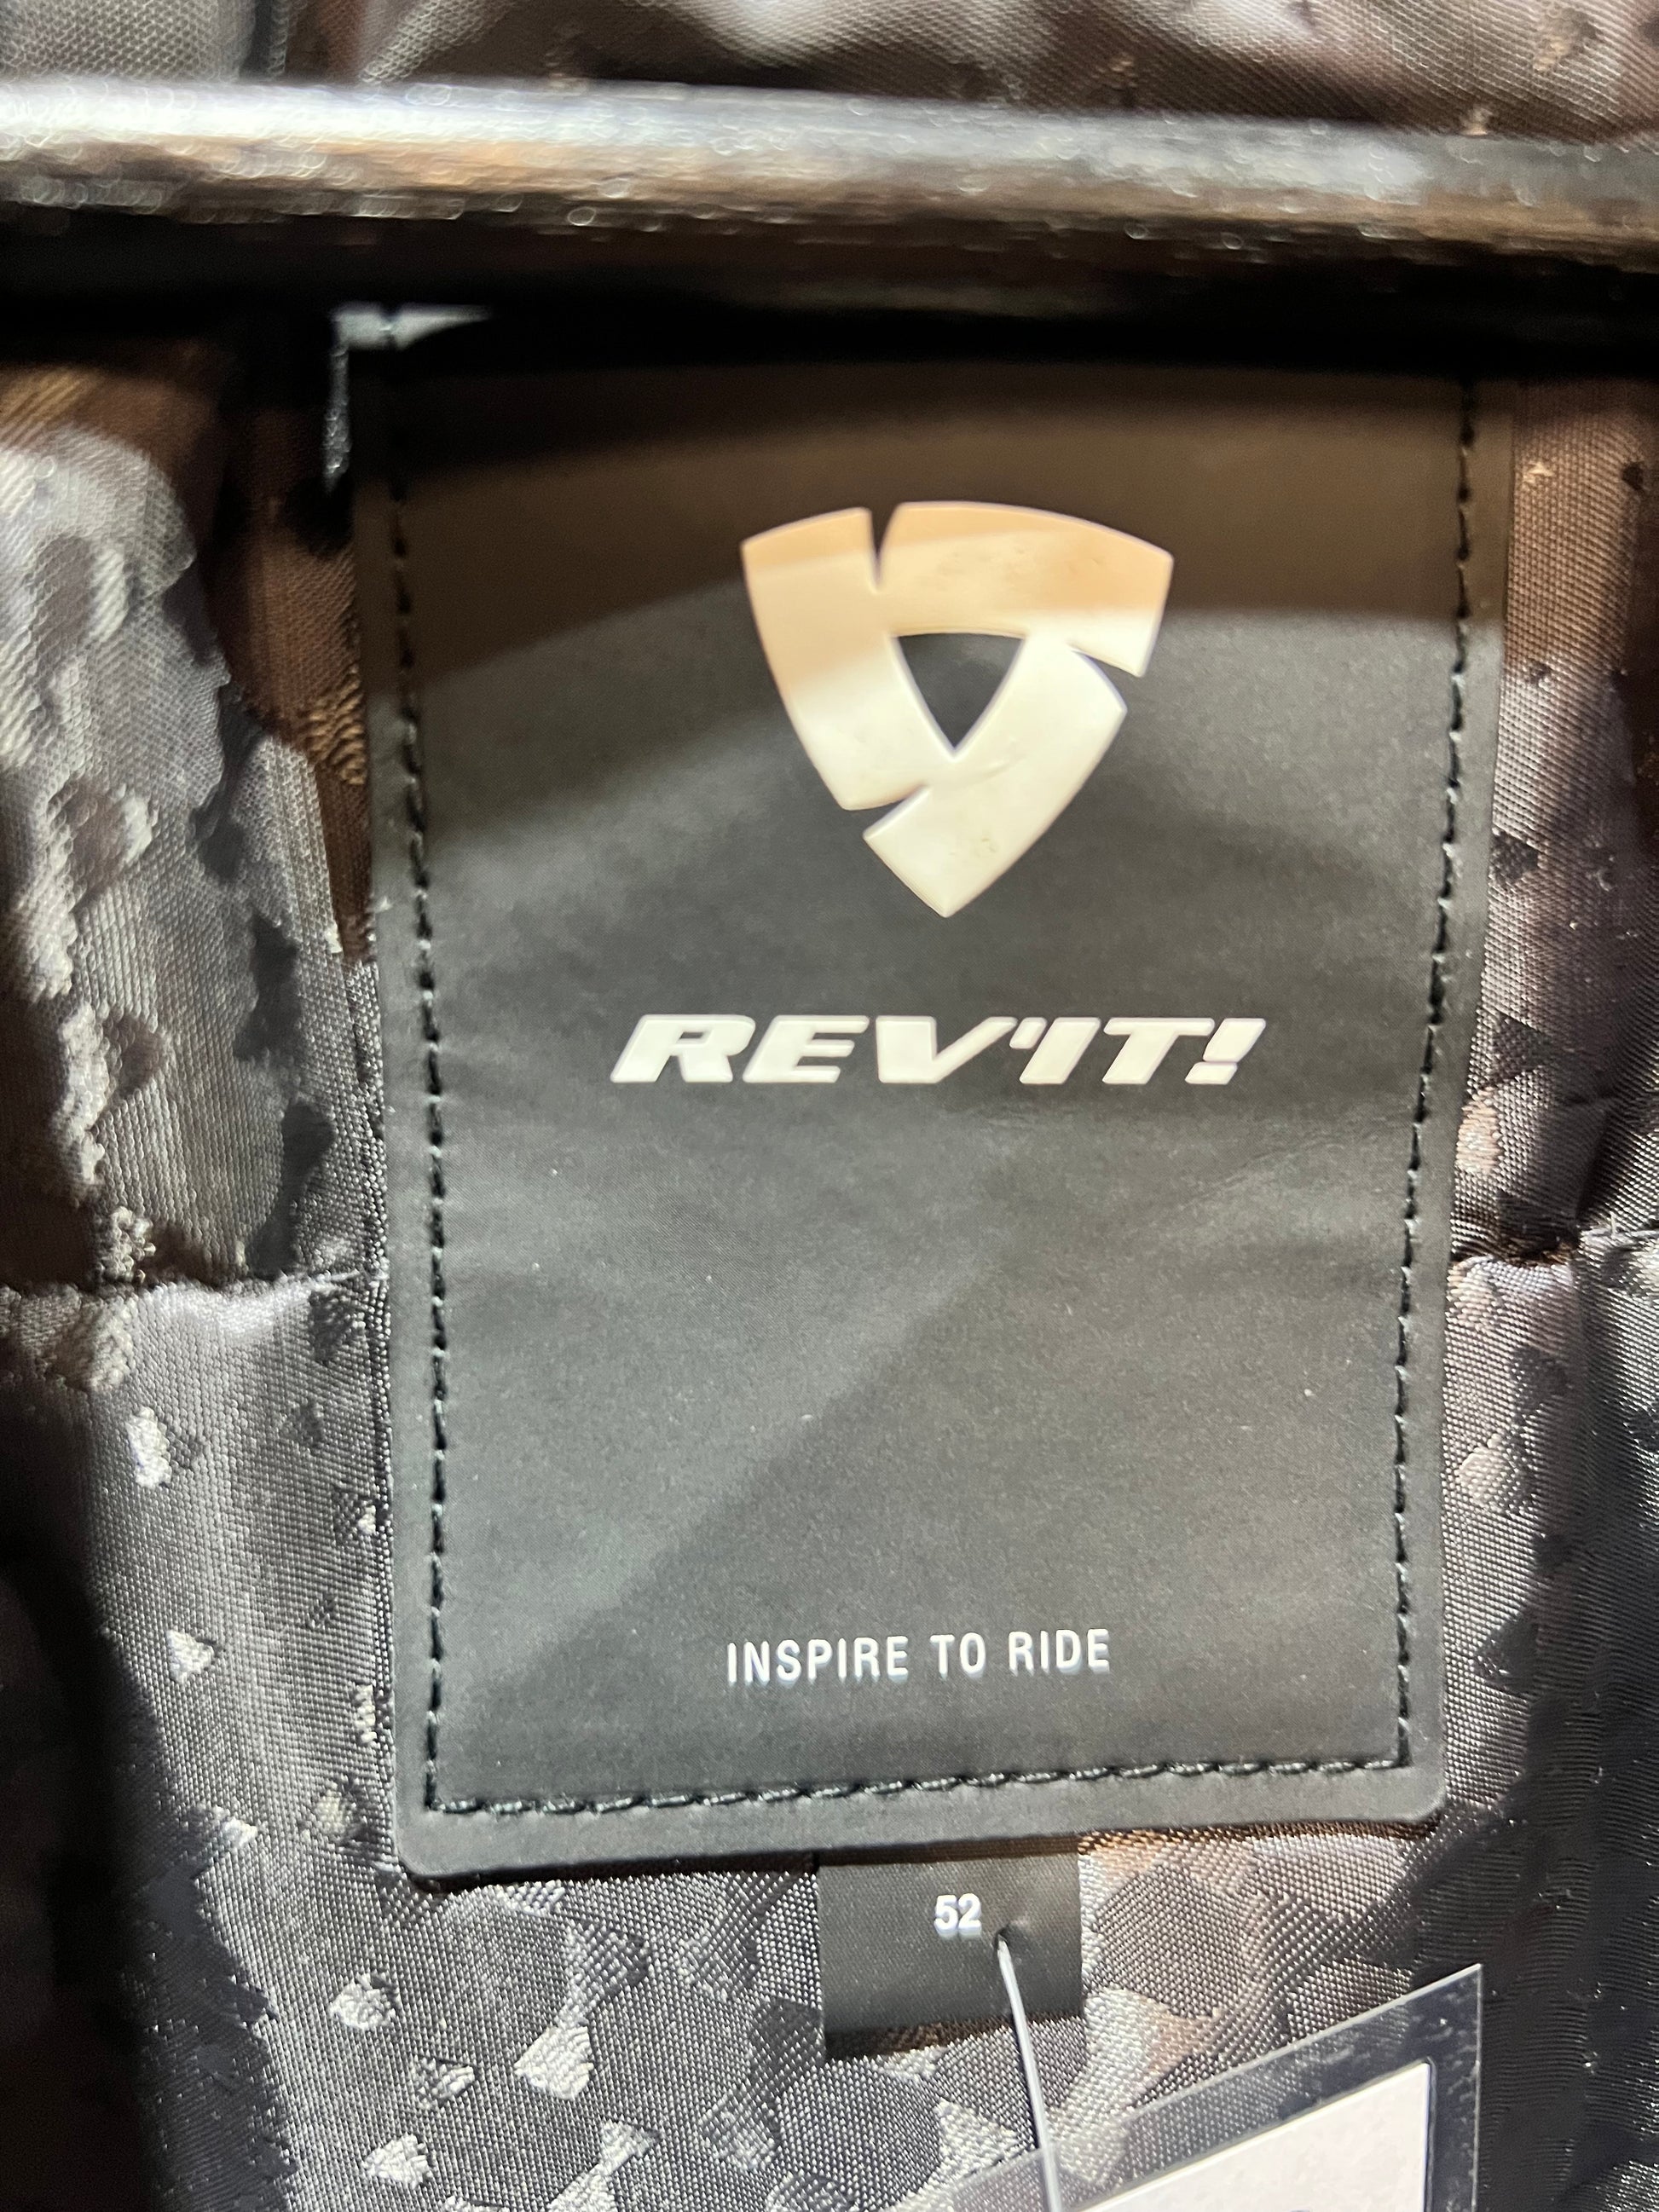 REV'IT!
INSPIRE TO RIDE
52